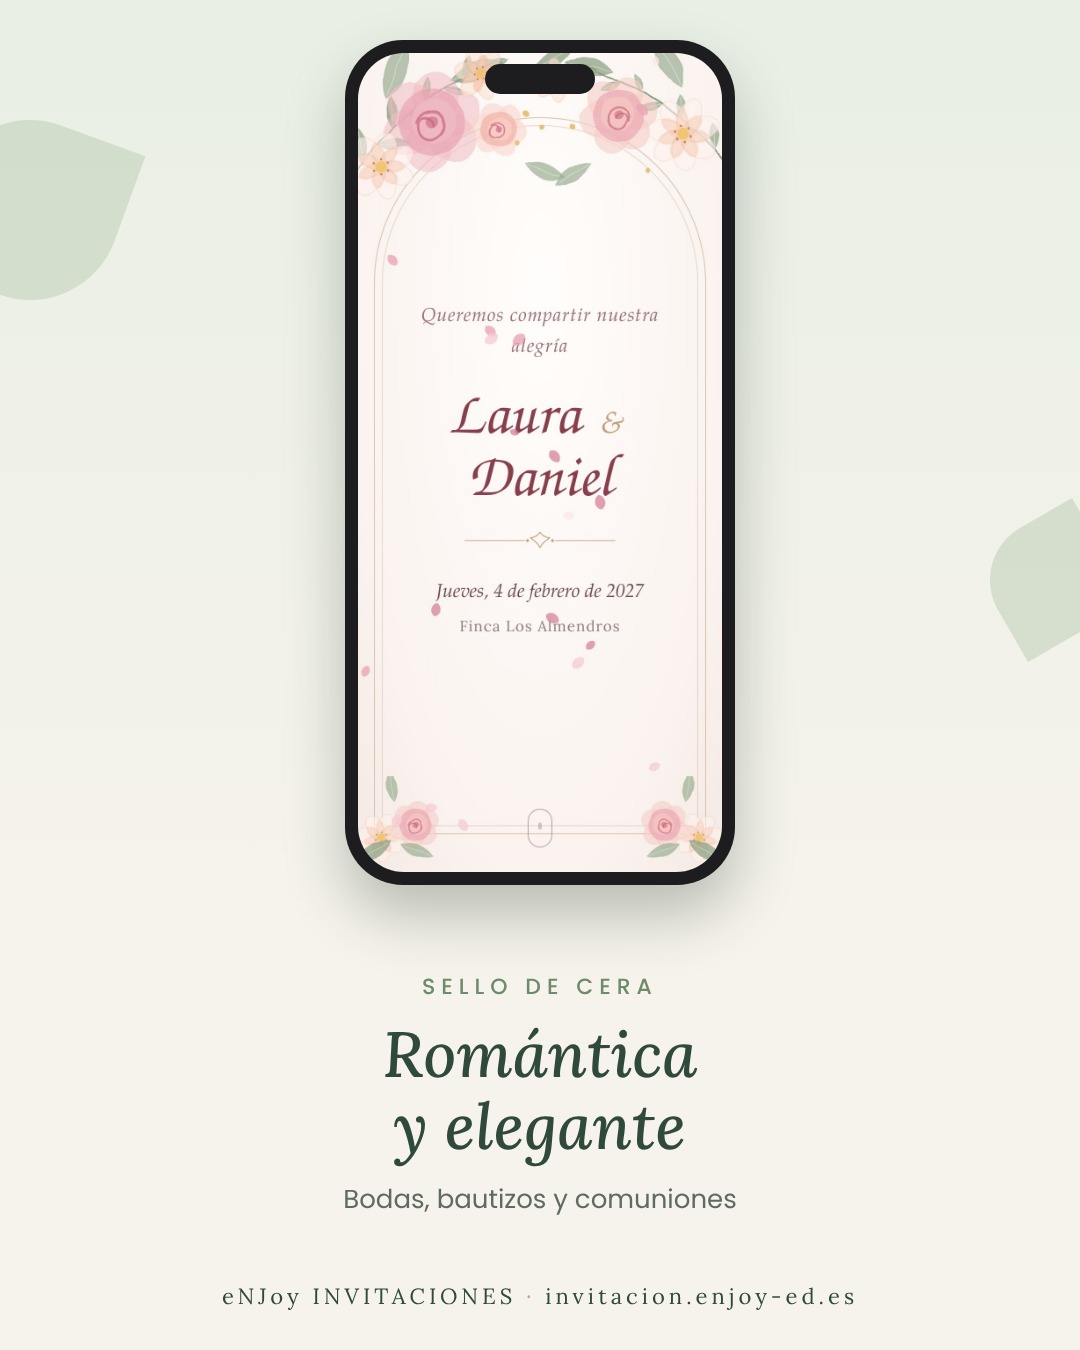 Queremos compartir nuestra
alegría
Laura &
Daniel
Jueves, 4 de febrero de 2027
Finca Los Almendros
SELLO DE CERA
Romántica
y elegante
Bodas, bautizos y comuniones
eNJoy INVITACIONES · invitacion.enjoy-ed.es